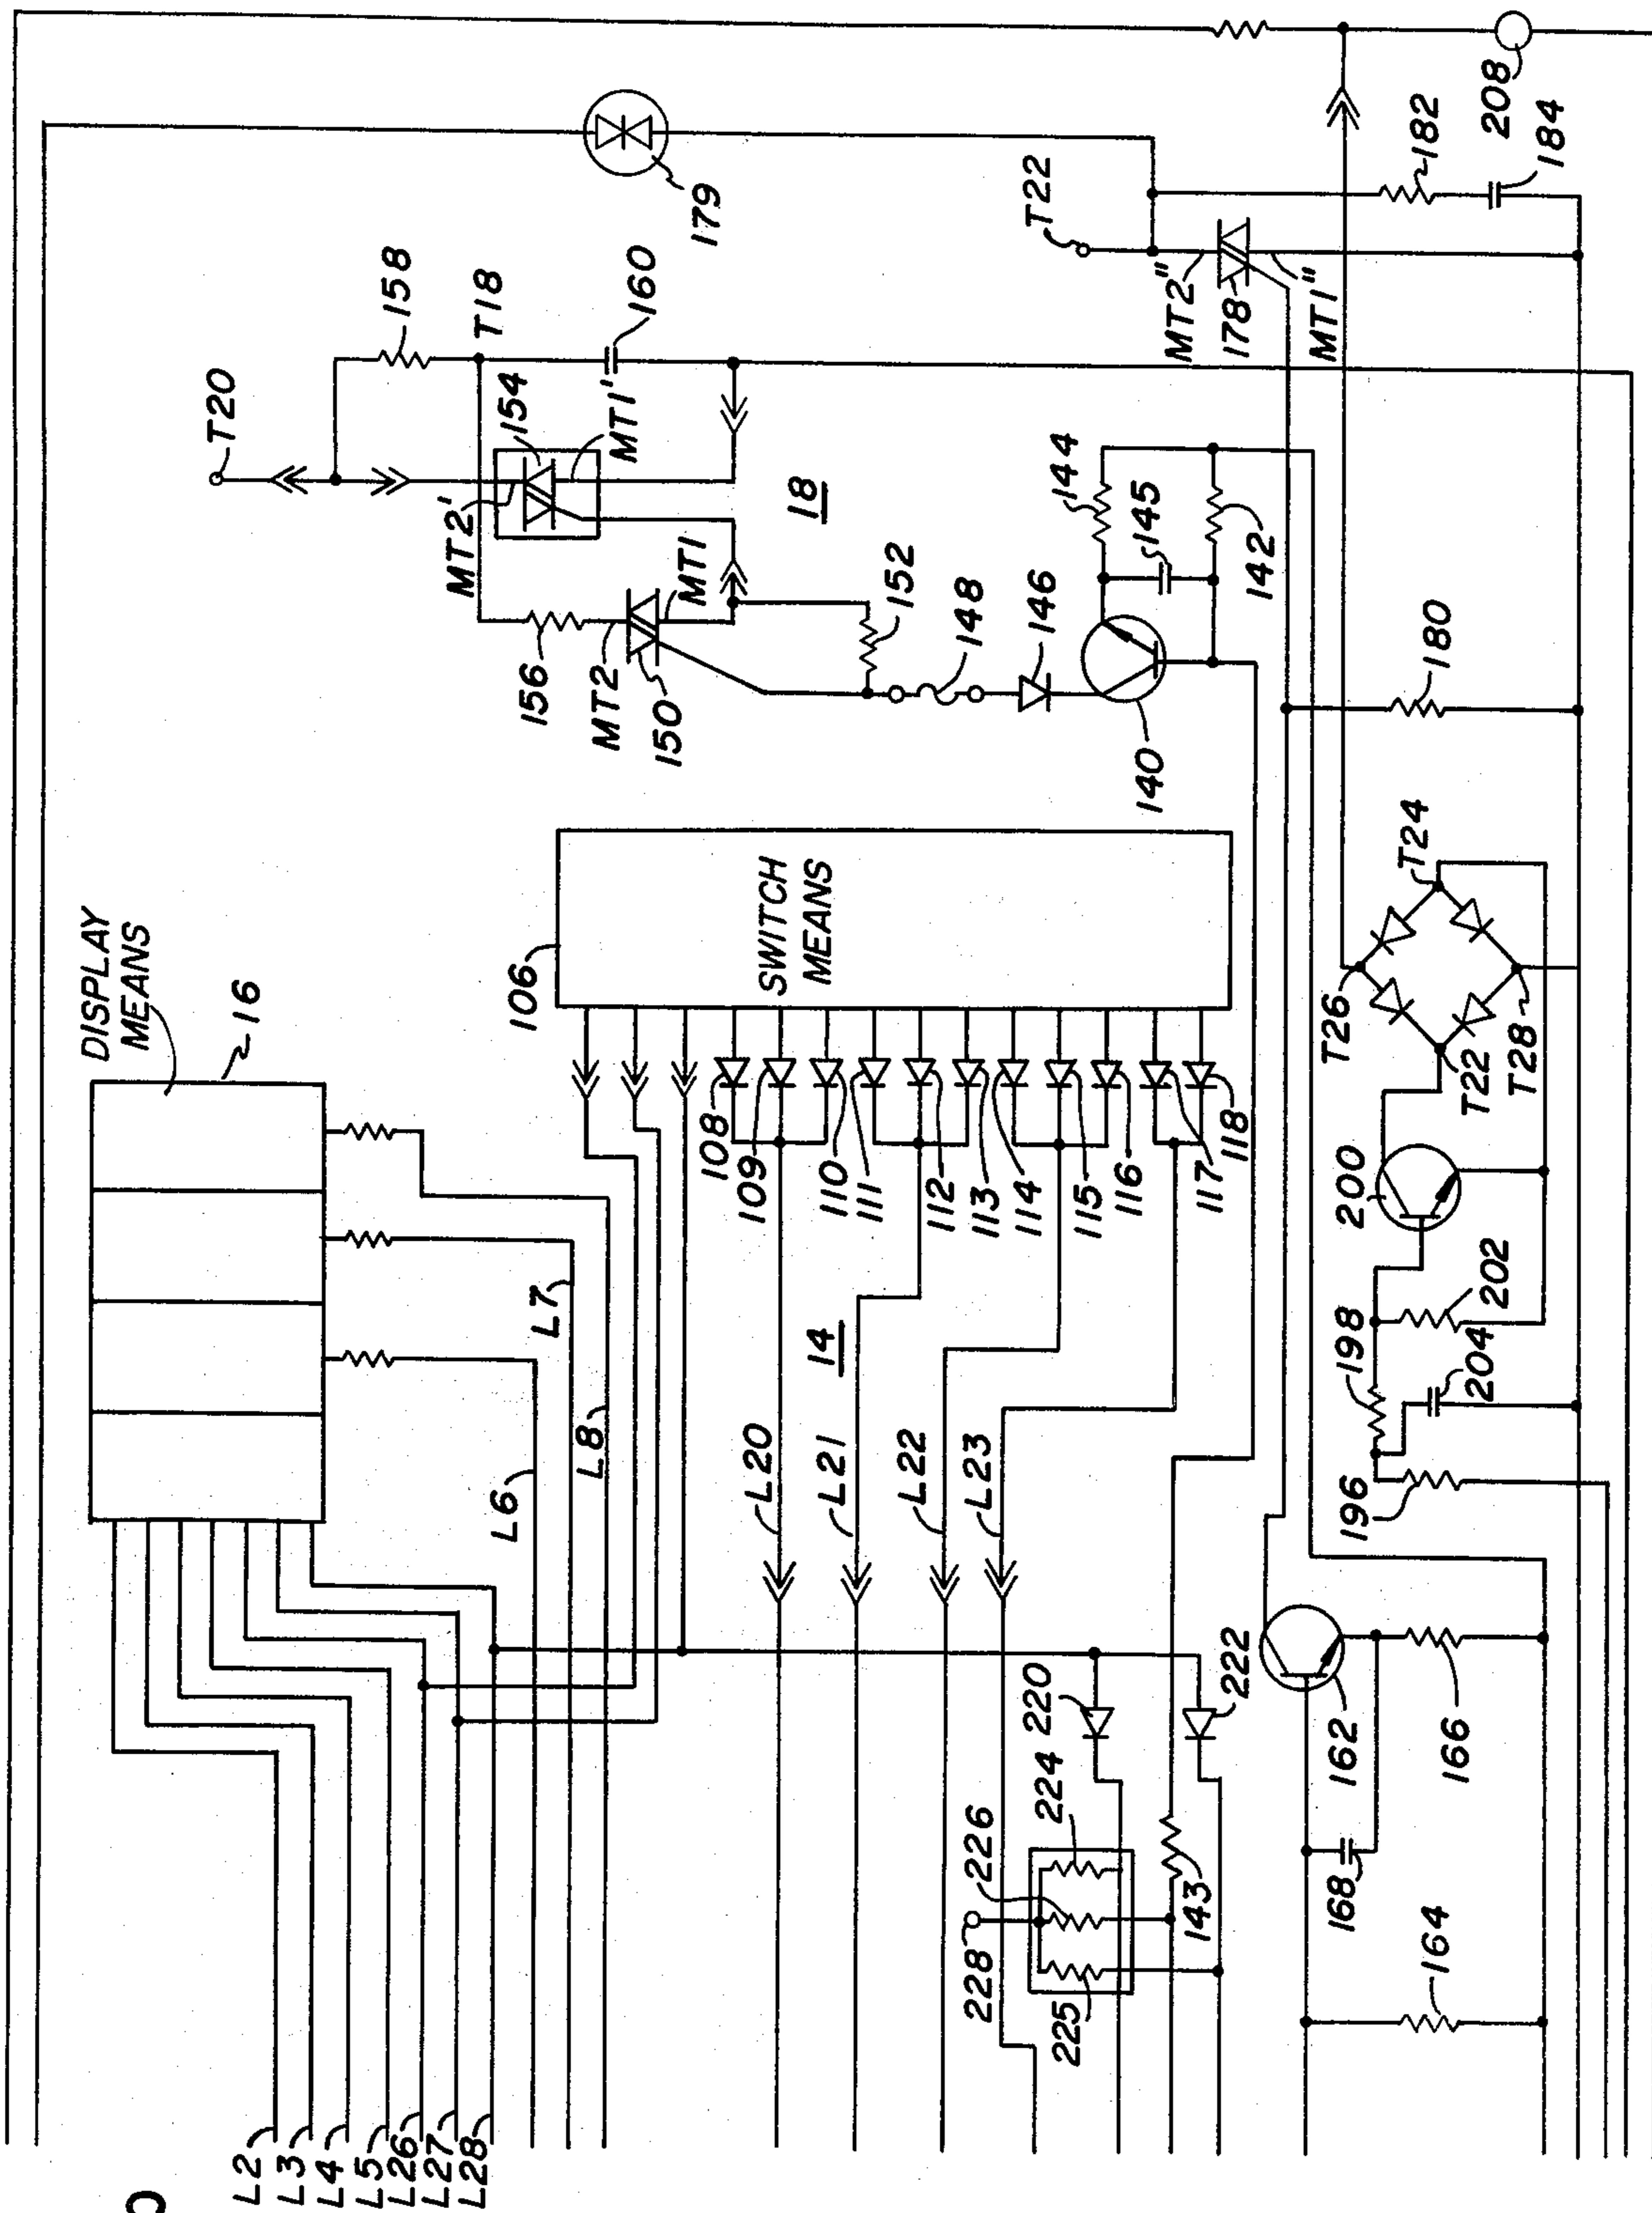 DISPLAY
MEANS
16
L2
L3
L4
L5
L26
L27
L28
L6
L7
L8
106
SWITCH
MEANS
108
109
110
111
112
113
114
115
116
117
118
L20
L21
L22
L23
14
T20
158
T18
160
154
MT2'
MT1'
18
156
MT2
150
MT1
152
148
146
140
144
145
142
179
T22
MT2"
178
MT1"
182
184
208
180
T24
T26
T22
T28
200
202
198
204
196
220
222
224
226
228
225
143
162
166
168
164